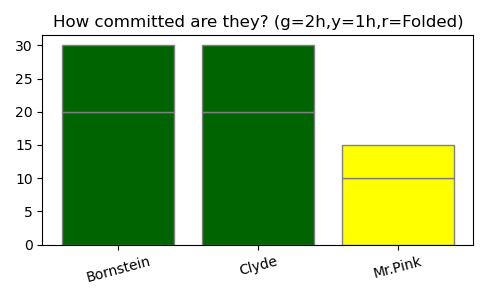 How committed are they? (g=2h,y=1h,r=Folded)
30
25
20
15
10
5
0
Bornstein
Clyde
Mr.Pink